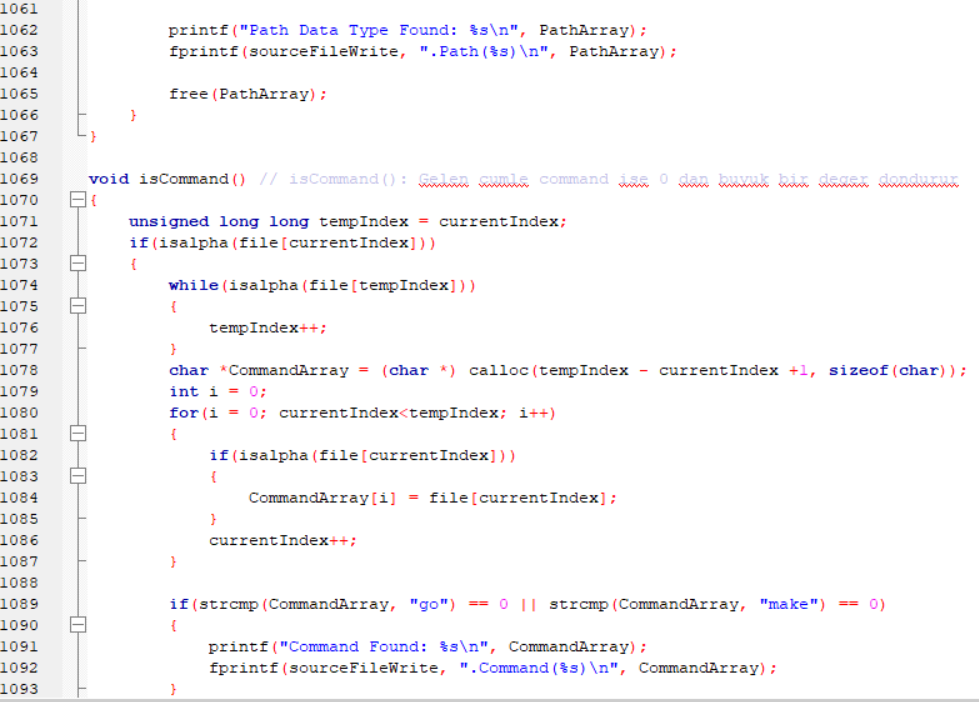 1061
1062 printf("Path Data Type Found: %s\n", PathArray);
1063 fprintf(sourceFileWrite, ".Path(%s)\n", PathArray);
1064
1065 free(PathArray);
1066 }
1067 }
1068
1069 void isCommand() // isCommand(): Gelen cumle command ise 0 dan buyuk bir deger dondurur
1070 {
1071 unsigned long long tempIndex = currentIndex;
1072 if(isalpha(file[currentIndex]))
1073 {
1074 while(isalpha(file[tempIndex]))
1075 {
1076 tempIndex++;
1077 }
1078 char *CommandArray = (char *) calloc(tempIndex - currentIndex +1, sizeof(char));
1079 int i = 0;
1080 for(i = 0; currentIndex<tempIndex; i++)
1081 {
1082 if(isalpha(file[currentIndex]))
1083 {
1084 CommandArray[i] = file[currentIndex];
1085 }
1086 currentIndex++;
1087 }
1088
1089 if(strcmp(CommandArray, "go") == 0 || strcmp(CommandArray, "make") == 0)
1090 {
1091 printf("Command Found: %s\n", CommandArray);
1092 fprintf(sourceFileWrite, ".Command(%s)\n", CommandArray);
1093 }